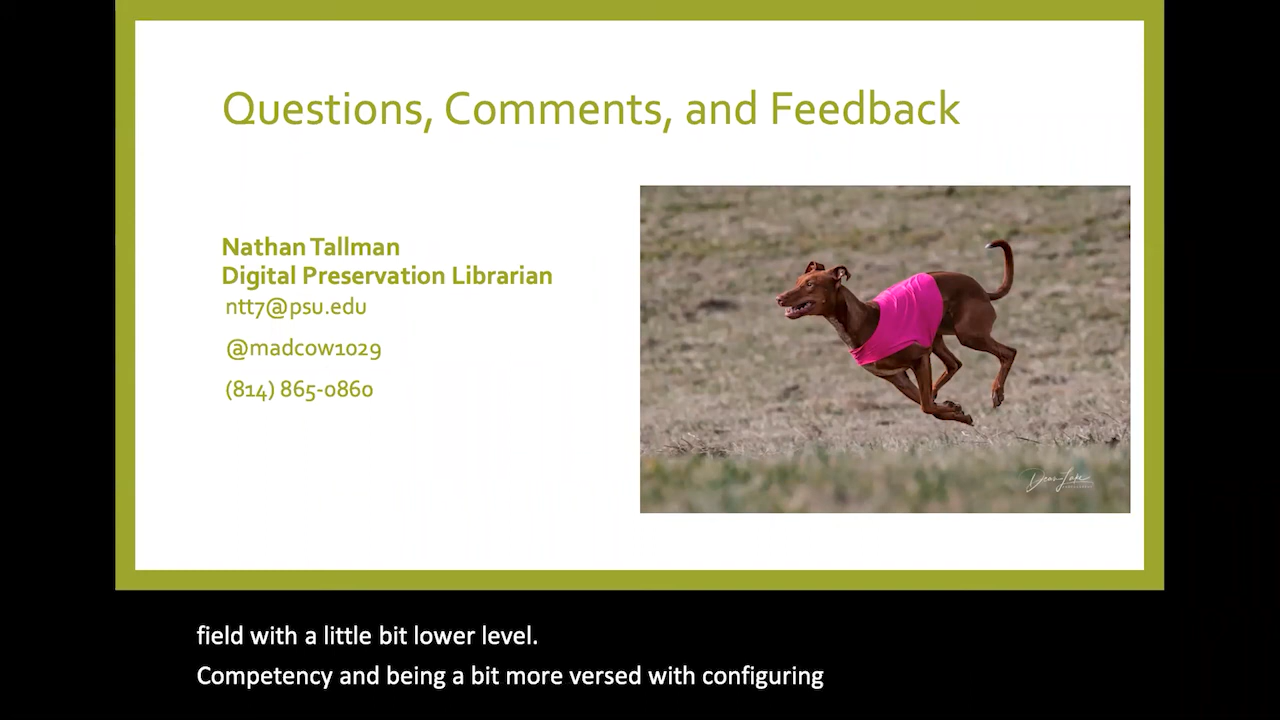 Questions, Comments, and Feedback
Nathan Tallman
Digital Preservation Librarian
ntt7@psu.edu
@madcow1029
(814) 865-0860
field with a little bit lower level.
Competency and being a bit more versed with configuring